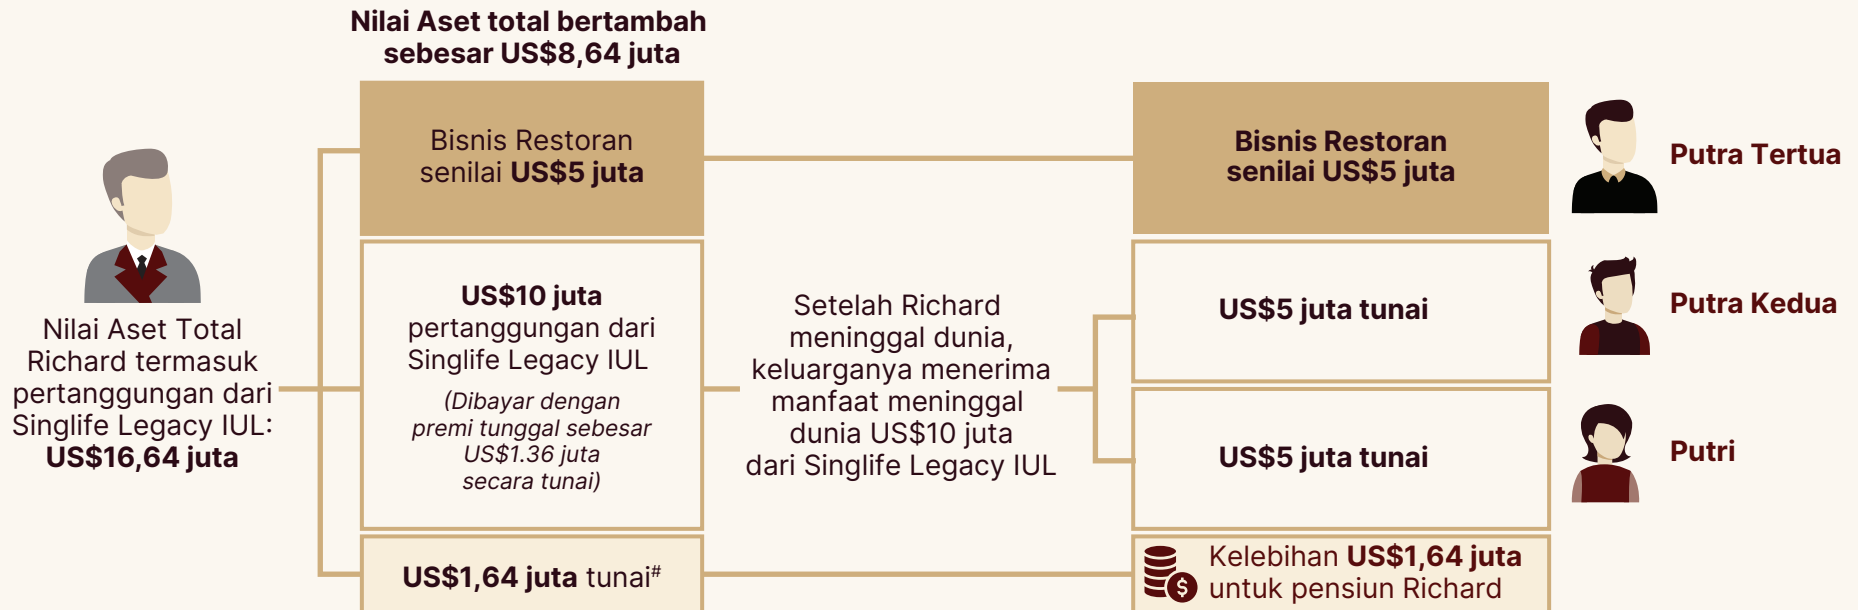 Nilai Aset total bertambah
sebesar US$8,64 juta
Nilai Aset Total
Richard termasuk
pertanggungan dari
Singlife Legacy IUL:
US$16,64 juta
Bisnis Restoran
senilai US$5 juta
US$10 juta
pertanggungan dari
Singlife Legacy IUL
(Dibayar dengan
premi tunggal sebesar
US$1.36 juta
secara tunai)
US$1,64 juta tunai#
Setelah Richard
meninggal dunia,
keluarganya menerima
manfaat meninggal
dunia US$10 juta
dari Singlife Legacy IUL
Bisnis Restoran
senilai US$5 juta
Putra Tertua
US$5 juta tunai
Putra Kedua
US$5 juta tunai
Putri
$
Kelebihan US$1,64 juta
untuk pensiun Richard